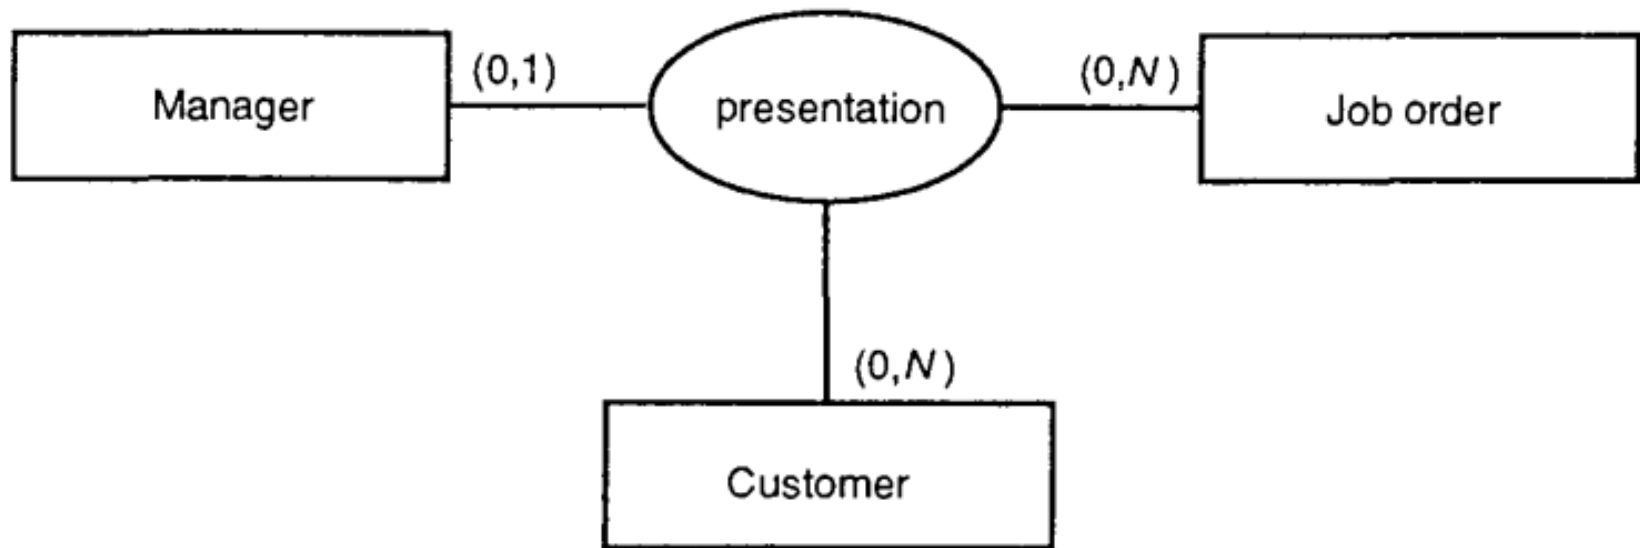 Manager
(0,1)
presentation
(0,N)
Job order
(0,N)
Customer